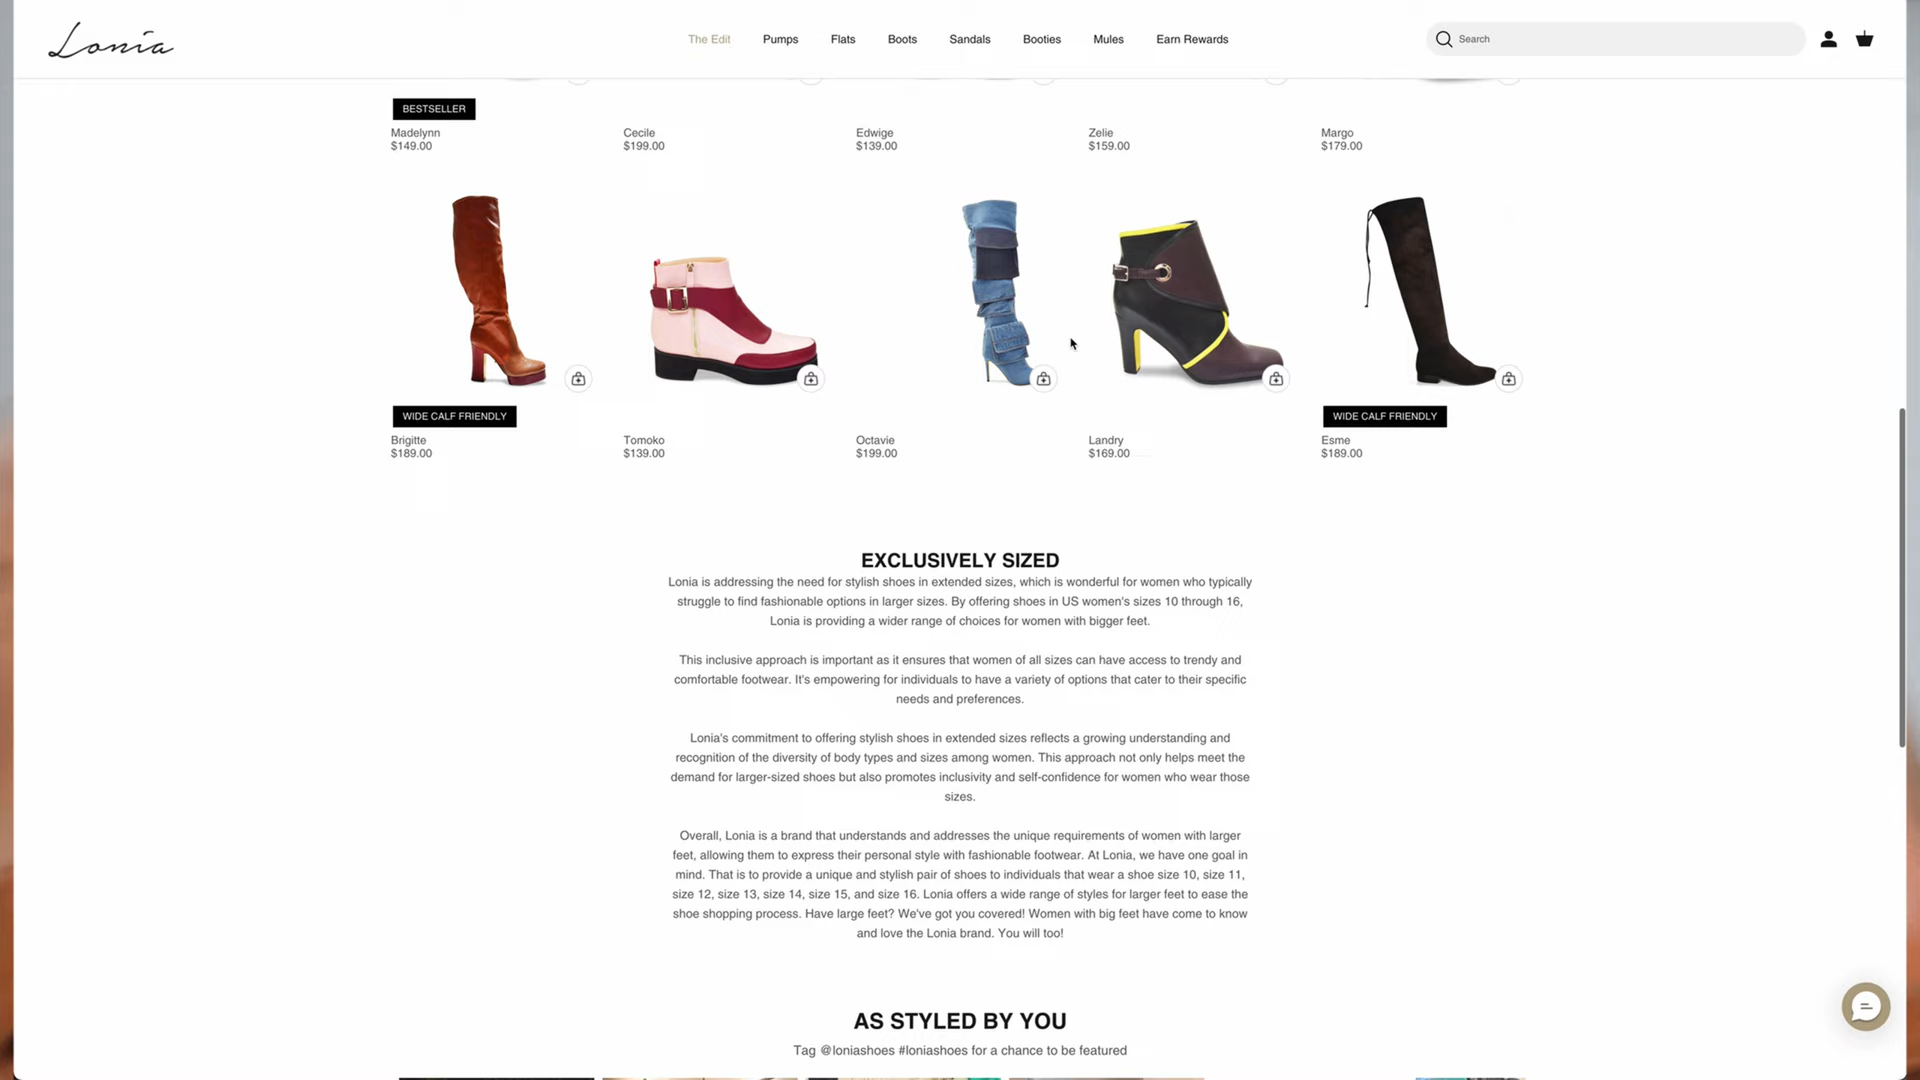 Lonia
The Edit
Pumps
Flats
Boots
Sandals
Booties
Mules
Earn Rewards
Search
BESTSELLER
Madelynn
$149.00
Cecile
$199.00
Edwige
$139.00
Zelie
$159.00
Margo
$179.00
WIDE CALF FRIENDLY
Brigitte
$189.00
Tomoko
$139.00
Octavie
$199.00
Landry
$169.00
WIDE CALF FRIENDLY
Esme
$189.00
EXCLUSIVELY SIZED
Lonia is addressing the need for stylish shoes in extended sizes, which is wonderful for women who typically
struggle to find fashionable options in larger sizes. By offering shoes in US women's sizes 10 through 16,
Lonia is providing a wider range of choices for women with bigger feet.
This inclusive approach is important as it ensures that women of all sizes can have access to trendy and
comfortable footwear. It's empowering for individuals to have a variety of options that cater to their specific
needs and preferences.
Lonia's commitment to offering stylish shoes in extended sizes reflects a growing understanding and
recognition of the diversity of body types and sizes among women. This approach not only helps meet the
demand for larger-sized shoes but also promotes inclusivity and self-confidence for women who wear those
sizes.
Overall, Lonia is a brand that understands and addresses the unique requirements of women with larger
feet, allowing them to express their personal style with fashionable footwear. At Lonia, we have one goal in
mind. That is to provide a unique and stylish pair of shoes to individuals that wear a shoe size 10, size 11,
size 12, size 13, size 14, size 15, and size 16. Lonia offers a wide range of styles for larger feet to ease the
shoe shopping process. Have large feet? We've got you covered! Women with big feet have come to know
and love the Lonia brand. You will too!
AS STYLED BY YOU
Tag @loniashoes #loniashoes for a chance to be featured